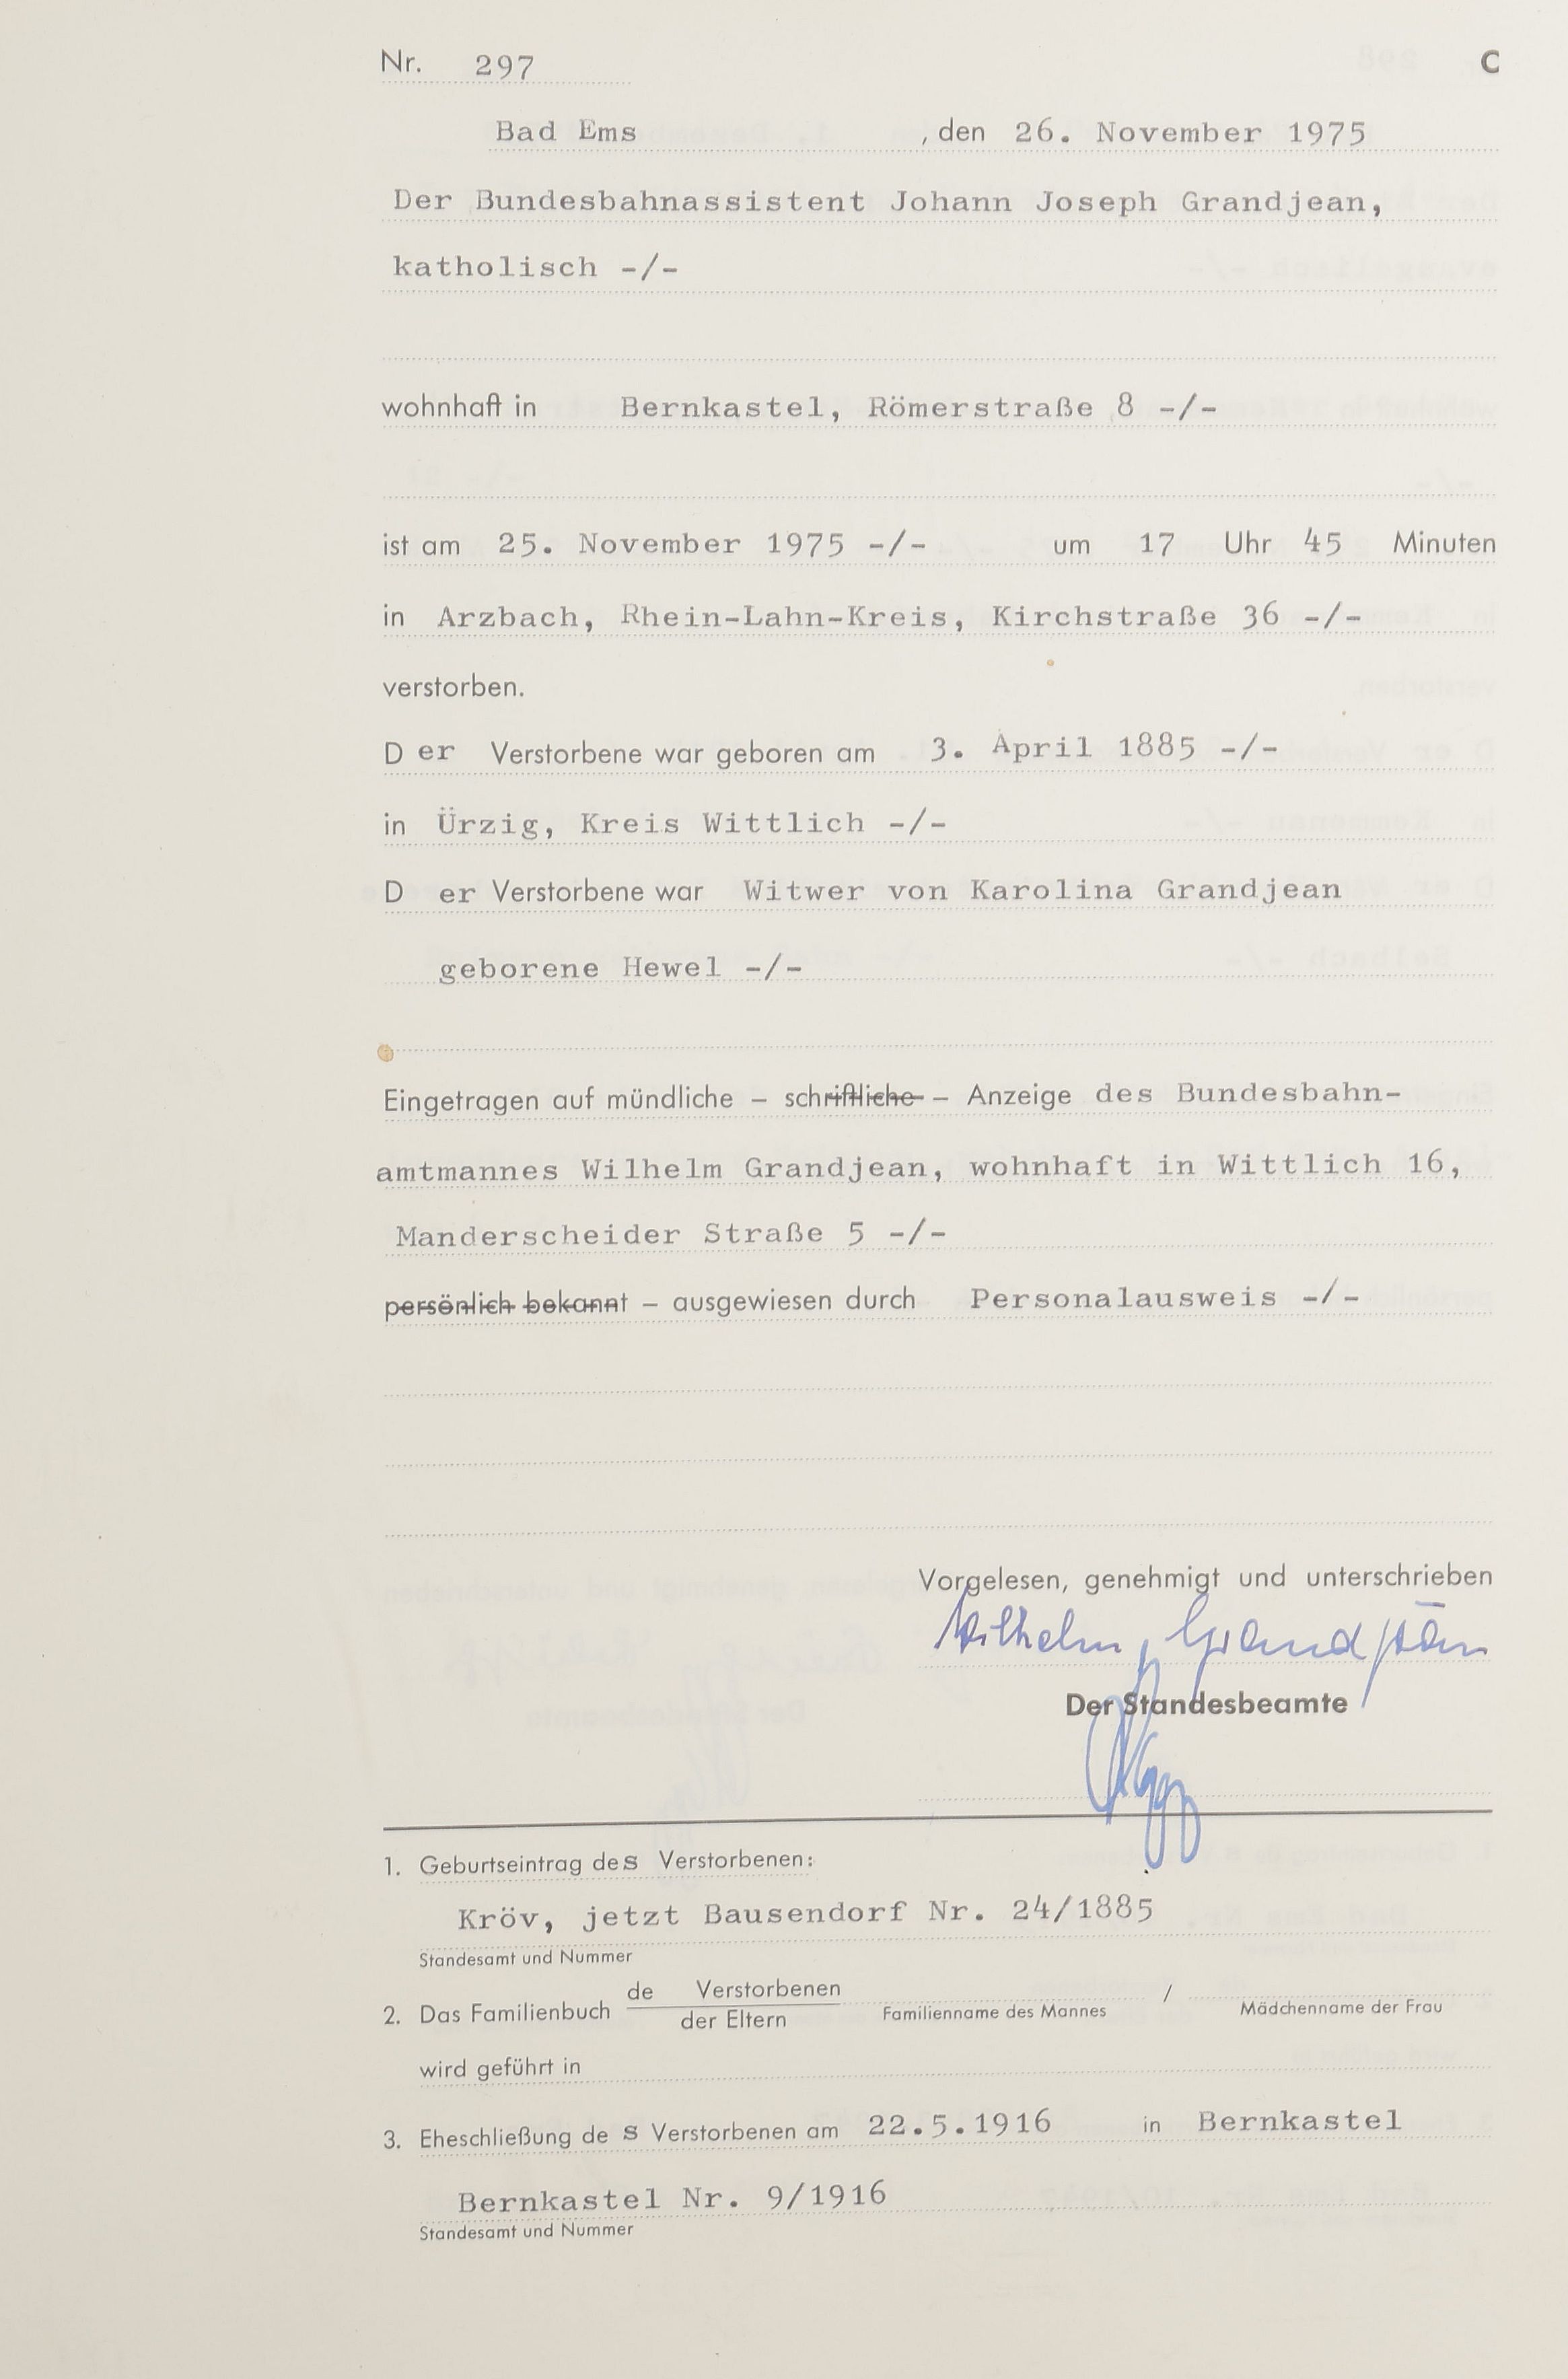 Nr. 297 C
Bad Ems , den 26. November 1975
Der Bundesbahnassistent Johann Joseph Grandjean,
katholisch -/-
wohnhaft in Bernkastel, Römerstraße 8 -/-
ist am 25. November 1975 -/- um 17 Uhr 45 Minuten
in Arzbach, Rhein-Lahn-Kreis, Kirchstraße 36 -/-
verstorben.
D er Verstorbene war geboren am 3. April 1885 -/-
in Ürzig, Kreis Wittlich -/-
D er Verstorbene war Witwer von Karolina Grandjean
geborene Hewel -/-
Eingetragen auf mündliche – schriftliche – Anzeige des Bundesbahn-
amtmannes Wilhelm Grandjean, wohnhaft in Wittlich 16,
Manderscheider Straße 5 -/-
persönlich bekannt – ausgewiesen durch Personalausweis -/-
Vorgelesen, genehmigt und unterschrieben
Wilhelm Grandjean
Der Standesbeamte
1. Geburtseintrag des Verstorbenen:
Kröv, jetzt Bausendorf Nr. 24/1885
Standesamt und Nummer
2. Das Familienbuch de Verstorbenen / der Eltern Familienname des Mannes / Mädchenname der Frau
wird geführt in
3. Eheschließung de s Verstorbenen am 22.5.1916 in Bernkastel
Bernkastel Nr. 9/1916
Standesamt und Nummer